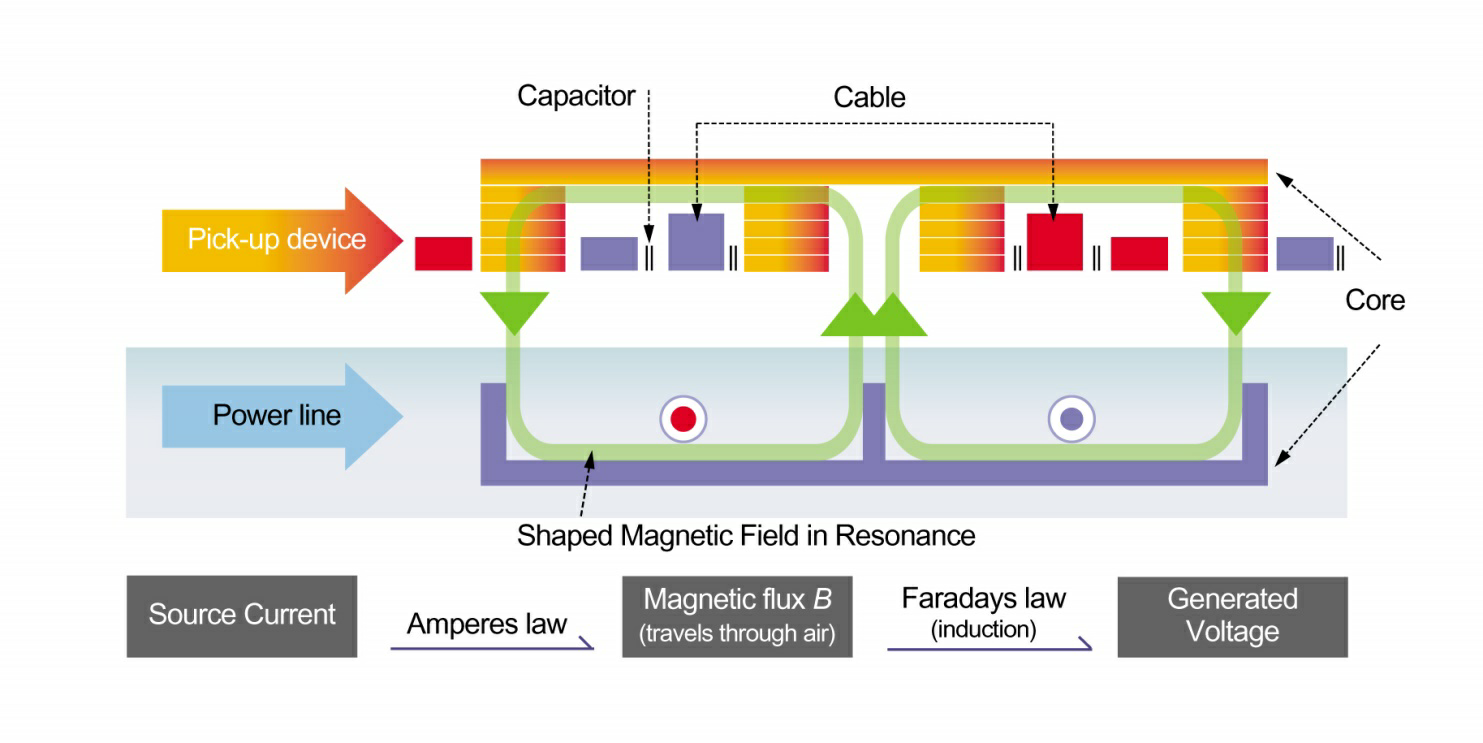 Capacitor
Cable
Pick-up device
Core
Power line
Shaped Magnetic Field in Resonance
Source Current
Amperes law
Magnetic flux B
(travels through air)
Faradays law
(induction)
Generated
Voltage